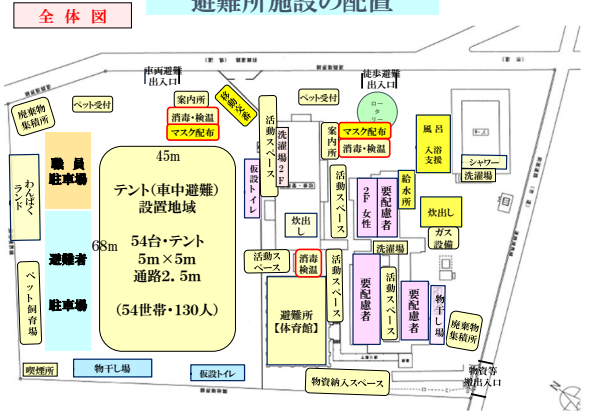 避難所施設の配置
全体図
車両避難
出入口
徒歩避難
出入口
廃棄物
集積所
ペット受付
案内所
消毒・検温
マスク配布
移動交番
活動スペース
洗濯場2F
ペット受付
ロータリー
案内所
マスク配布
消毒・検温
風呂
入浴
支援
シャワー
洗濯場
職員
駐車場
わんぱく
ランド
45m
68m
テント(車中避難)
設置地域
54台・テント
5m×5m
通路2.5m
(54世帯・130人)
仮設トイレ
炊出し
活動スペース
2F女性
要配慮者
給水所
炊出し
ガス
設備
避難者
駐車場
ペット飼育場
活動ス
ペース
消毒
検温
活動スペース
洗濯場
要配慮者
活動スペース
要配慮者
物干し場
廃棄物
集積所
避難所
【体育館】
喫煙所
物干し場
仮設トイレ
物資納入スペース
物資等
搬出入口
N